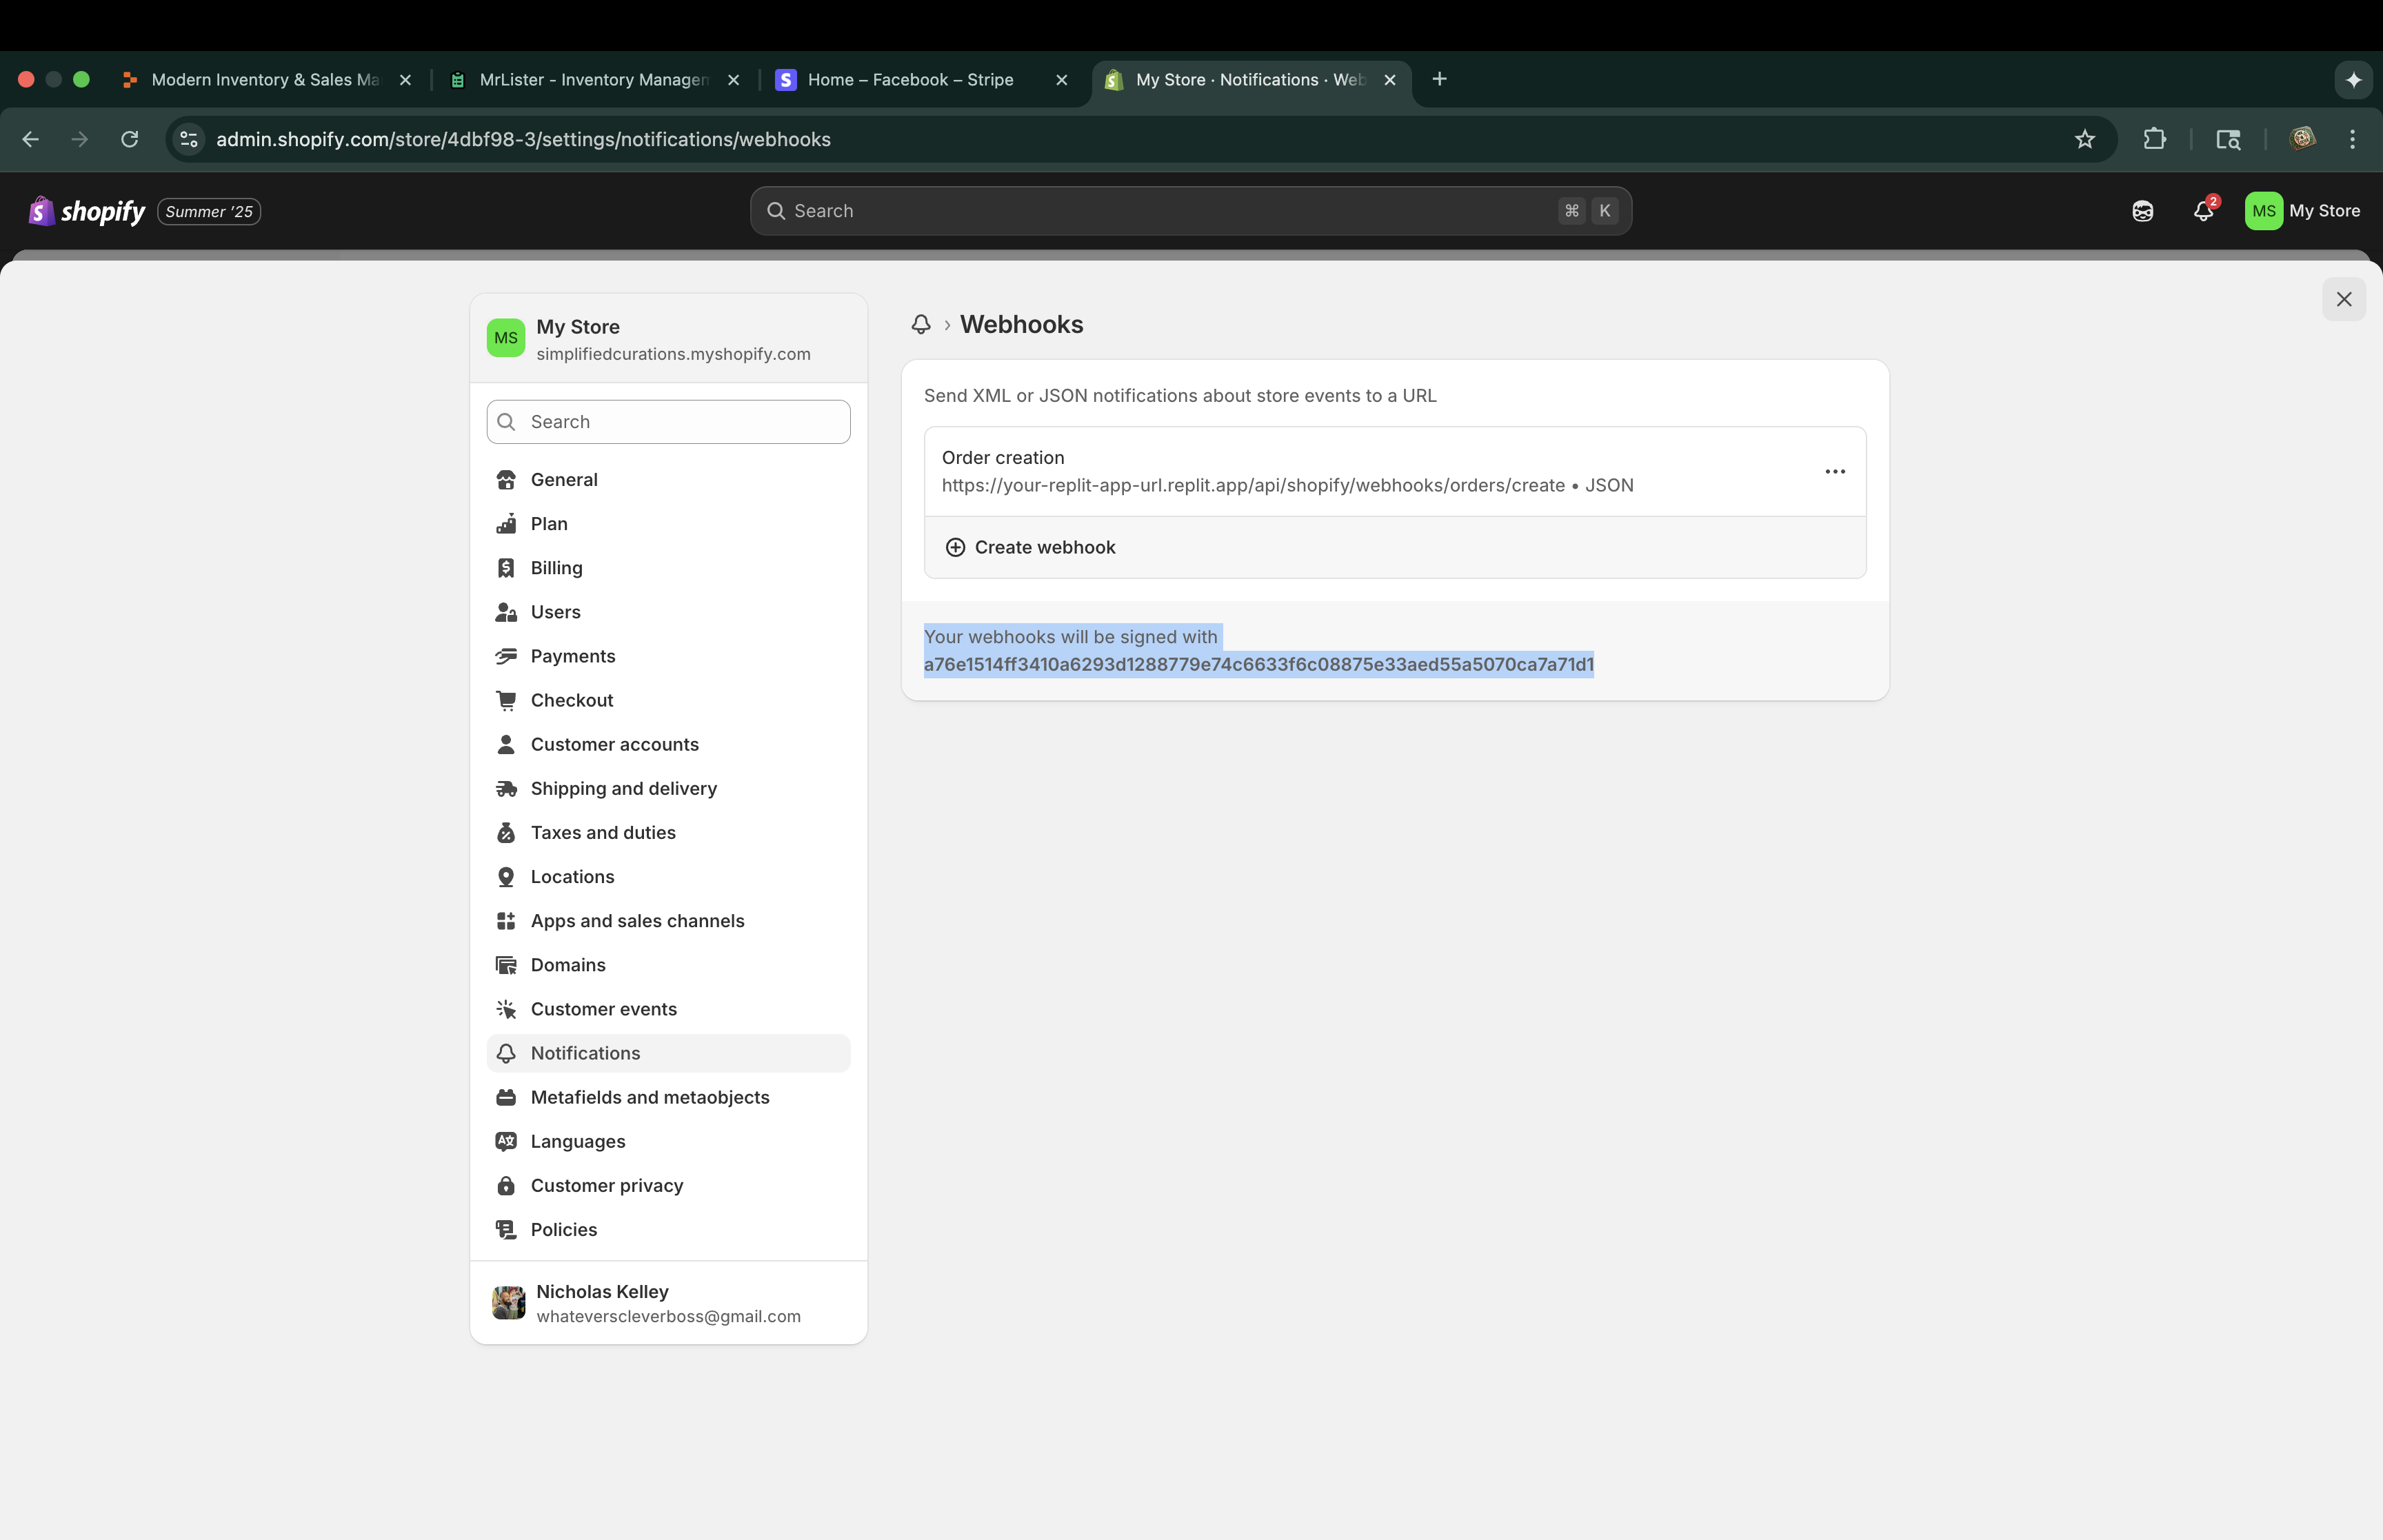 Modern Inventory & Sales Ma
MrLister - Inventory Managem
Home – Facebook – Stripe
My Store · Notifications · Web
admin.shopify.com/store/4dbf98-3/settings/notifications/webhooks
shopify
Summer '25
Search
⌘ K
2
MS
My Store
MS
My Store
simplifiedcurations.myshopify.com
Search
General
Plan
Billing
Users
Payments
Checkout
Customer accounts
Shipping and delivery
Taxes and duties
Locations
Apps and sales channels
Domains
Customer events
Notifications
Metafields and metaobjects
Languages
Customer privacy
Policies
Nicholas Kelley
whateverscleverboss@gmail.com
› Webhooks
Send XML or JSON notifications about store events to a URL
Order creation
https://your-replit-app-url.replit.app/api/shopify/webhooks/orders/create • JSON
Create webhook
Your webhooks will be signed with
a76e1514ff3410a6293d1288779e74c6633f6c08875e33aed55a5070ca7a71d1